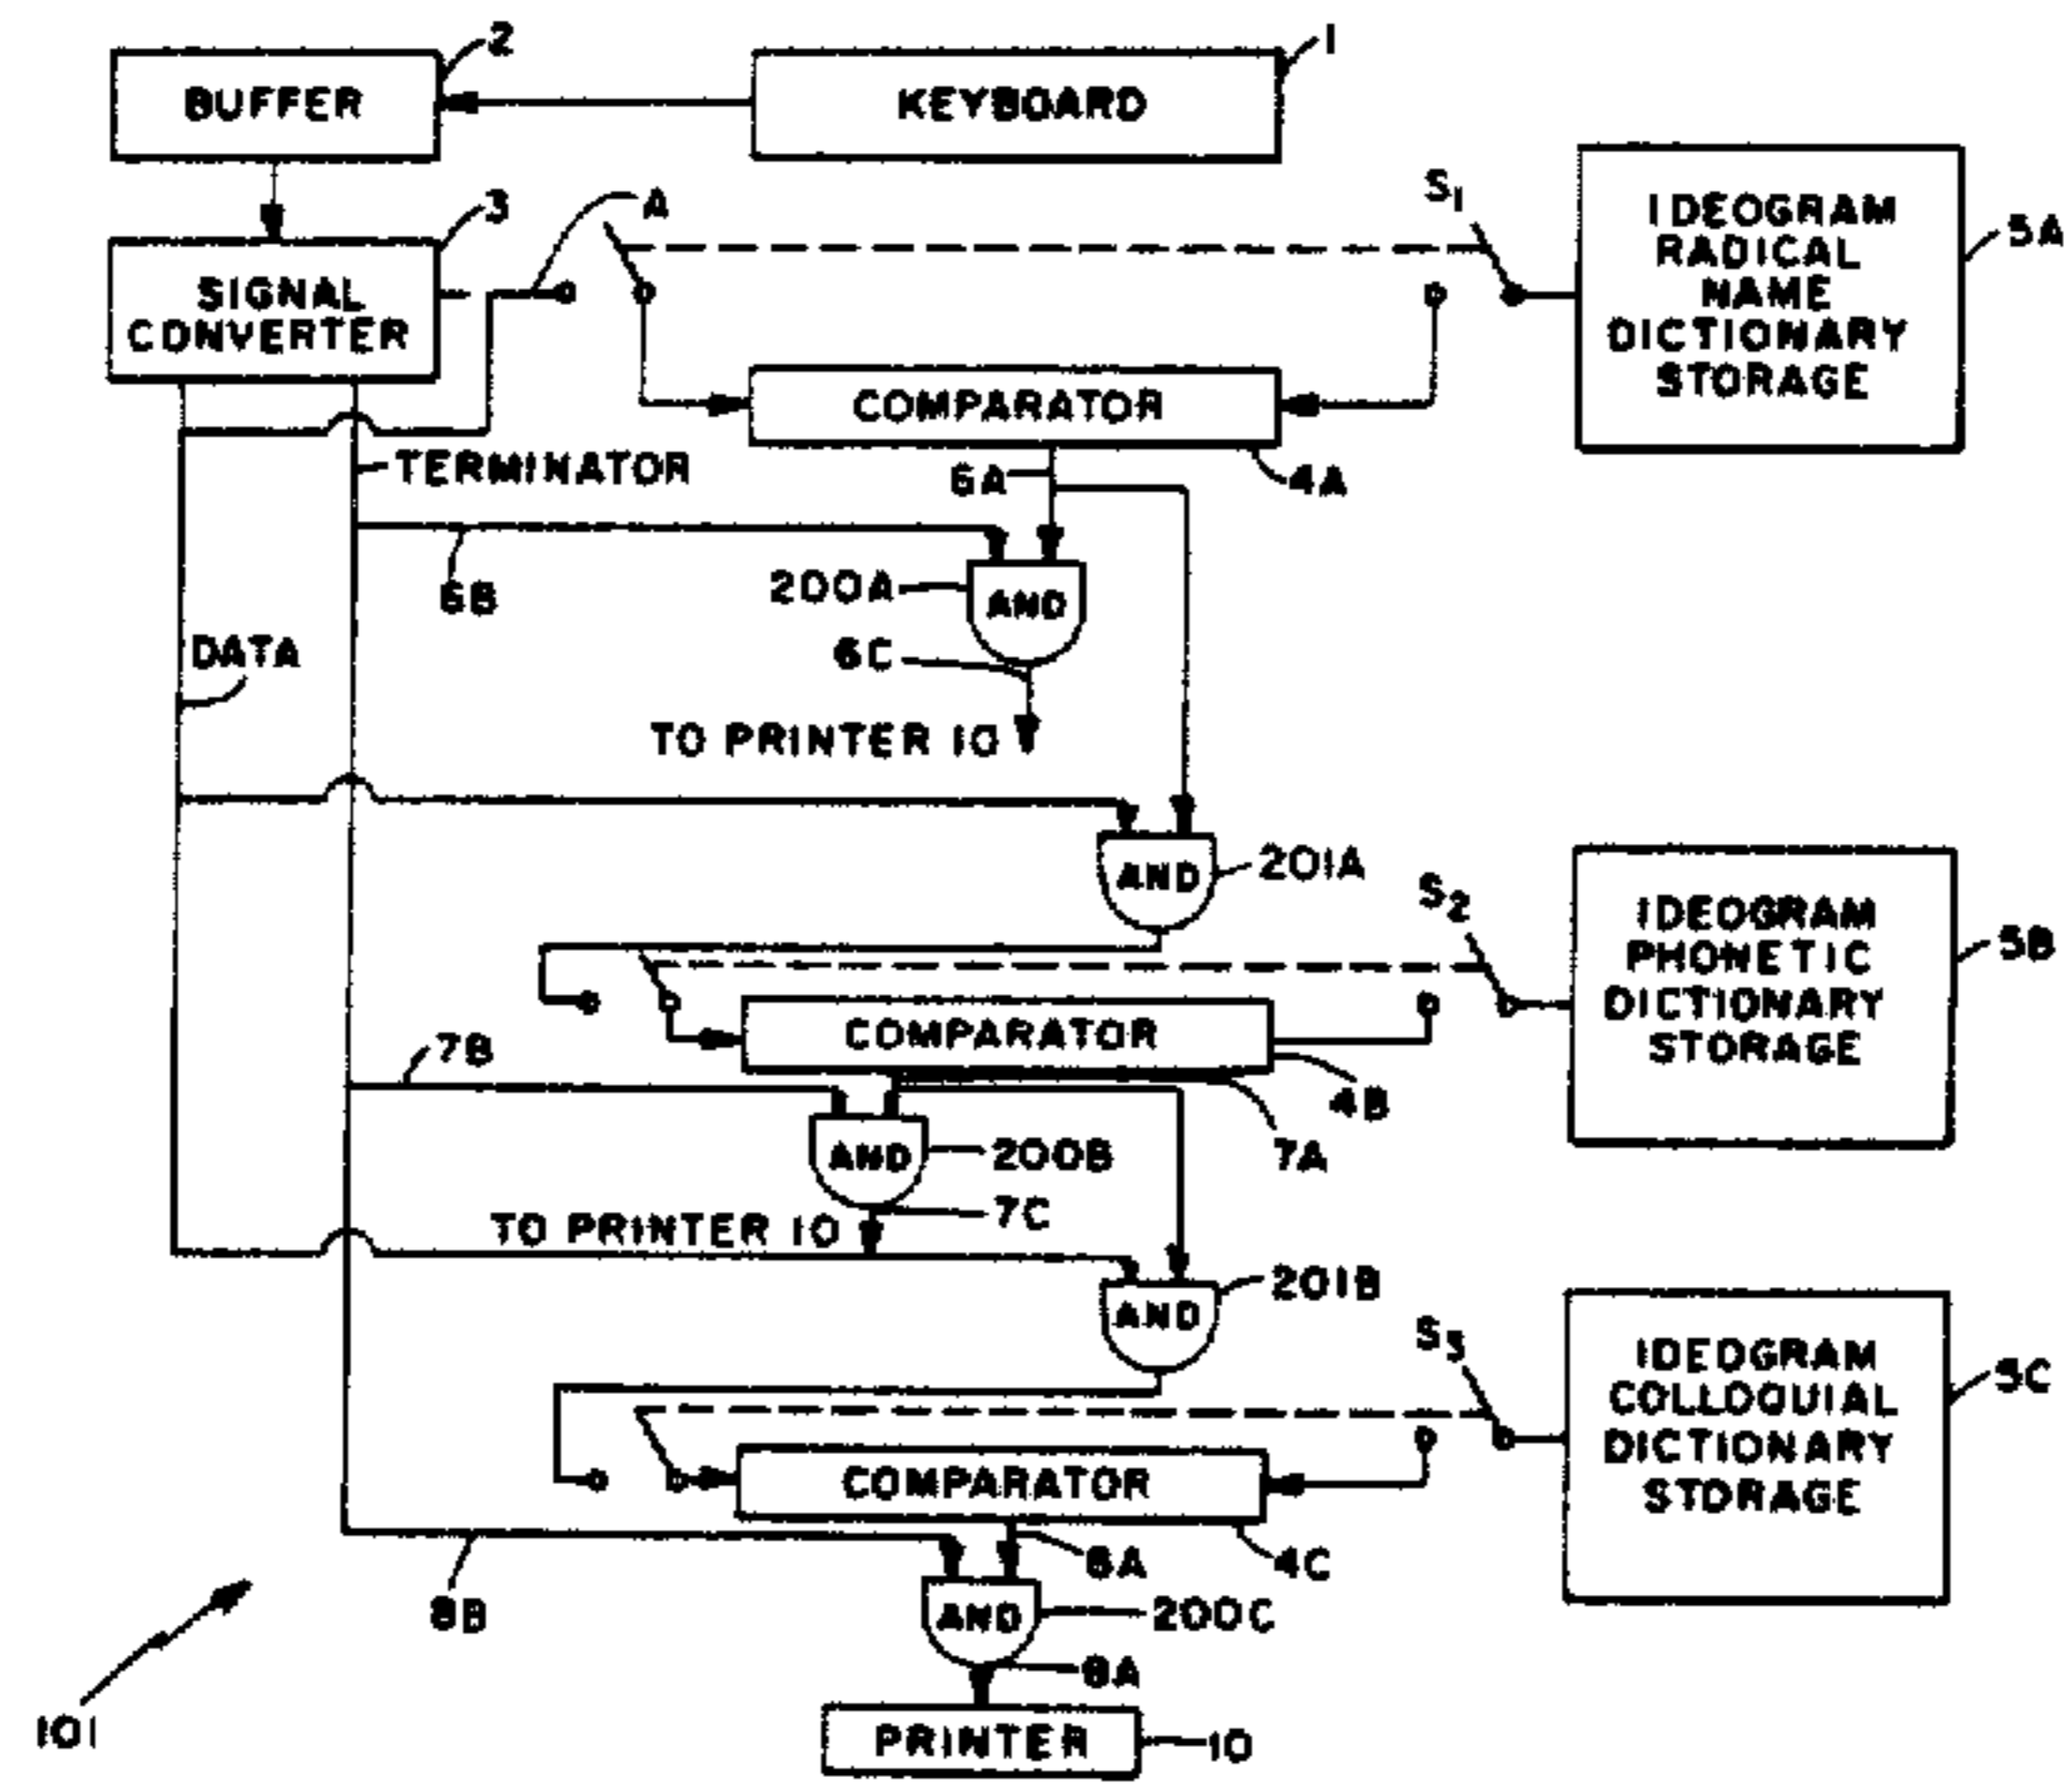 2
1
BUFFER
KEYBOARD
S1
IDEOGRAM
RADICAL
NAME
DICTIONARY
STORAGE
5A
3
A
SIGNAL
CONVERTER
COMPARATOR
TERMINATOR
6A
4A
6B
200A
AND
6C
DATA
TO PRINTER 10
AND
201A
S2
IDEOGRAM
PHONETIC
DICTIONARY
STORAGE
5B
COMPARATOR
7B
4B
AND
200B
7A
7C
TO PRINTER 10
201B
AND
S3
IDEOGRAM
COLLOQUIAL
DICTIONARY
STORAGE
5C
COMPARATOR
8A
4C
8B
AND
200C
8A
101
PRINTER
10